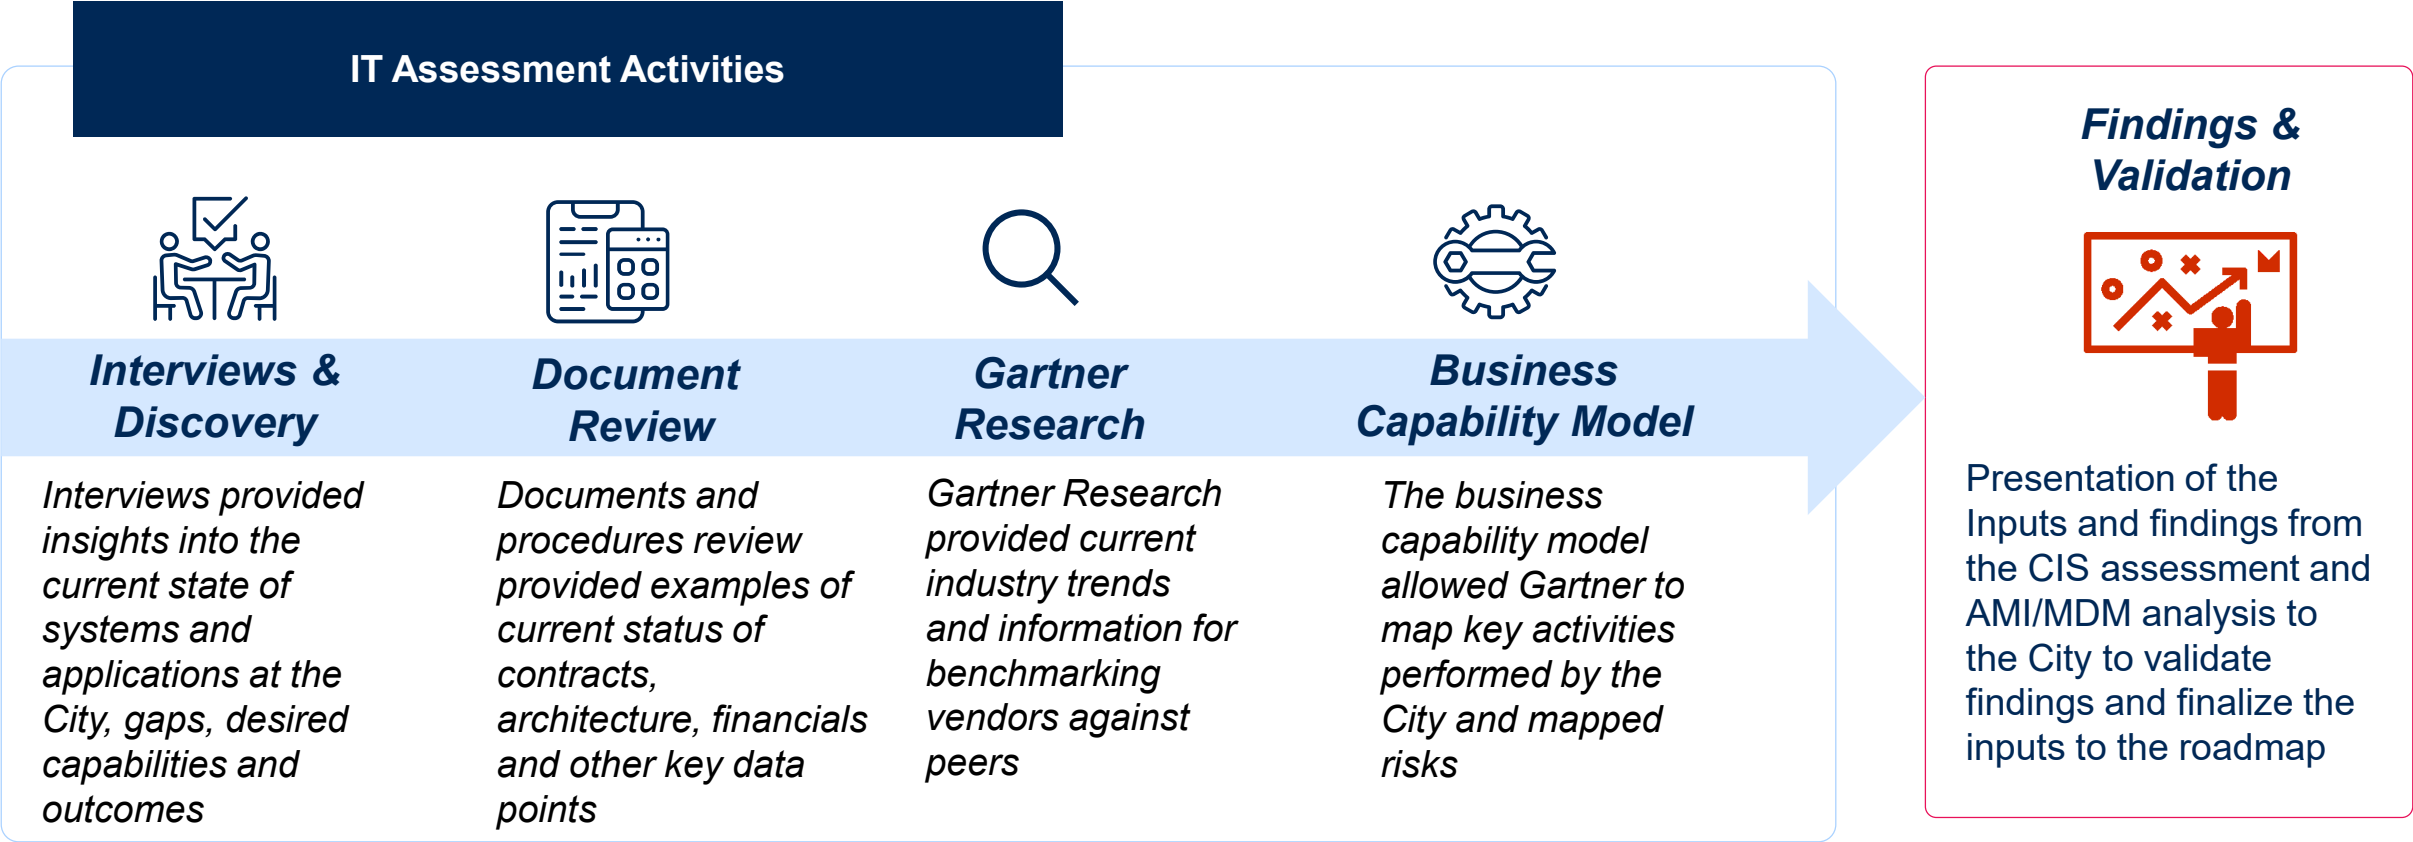 IT Assessment Activities
Interviews &
Discovery
Interviews provided
insights into the
current state of
systems and
applications at the
City, gaps, desired
capabilities and
outcomes
Document
Review
Documents and
procedures review
provided examples of
current status of
contracts,
architecture, financials
and other key data
points
Gartner
Research
Gartner Research
provided current
industry trends
and information for
benchmarking
vendors against
peers
Business
Capability Model
The business
capability model
allowed Gartner to
map key activities
performed by the
City and mapped
risks
Findings &
Validation
Presentation of the
Inputs and findings from
the CIS assessment and
AMI/MDM analysis to
the City to validate
findings and finalize the
inputs to the roadmap